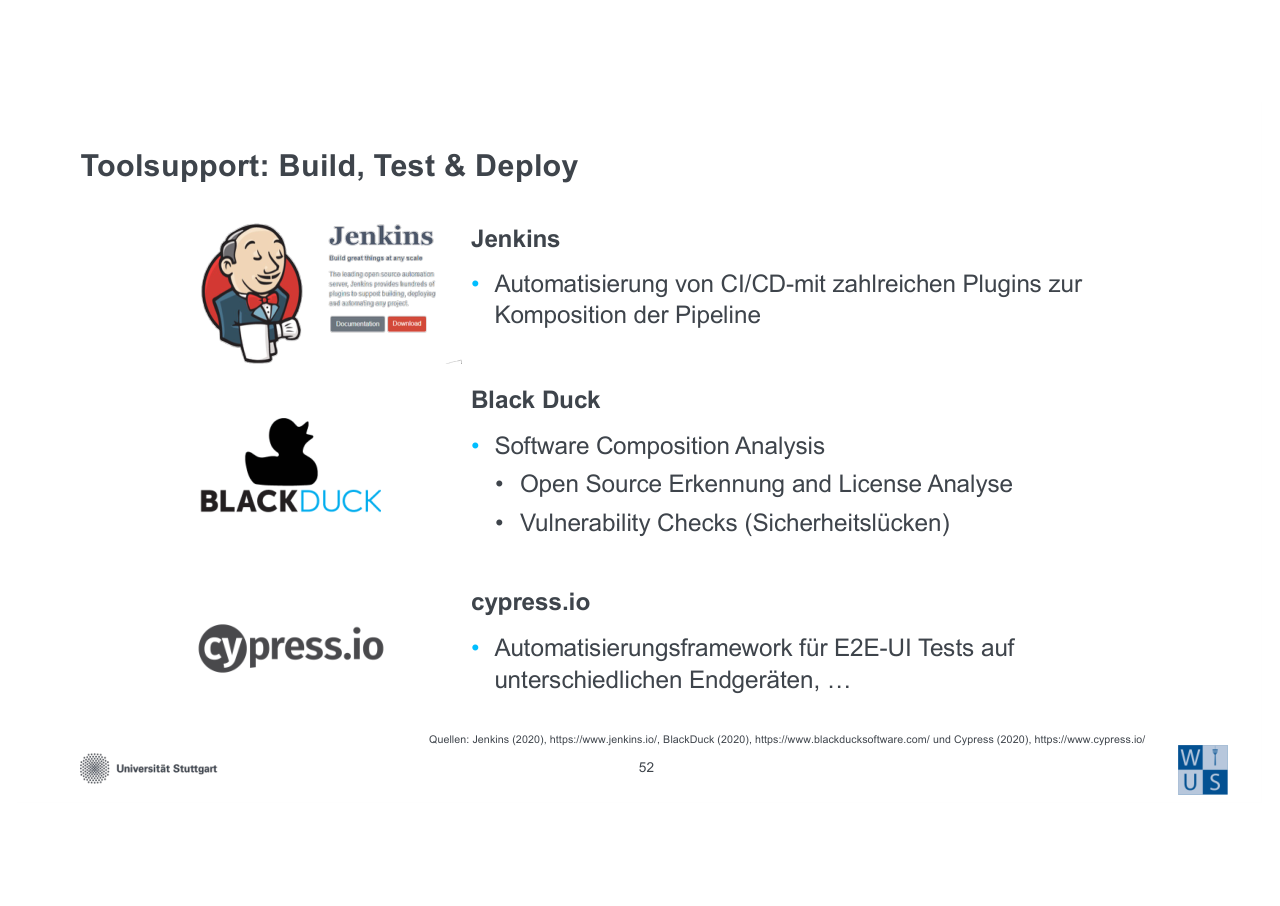 Toolsupport: Build, Test & Deploy
Jenkins
Build great things at any scale
The leading open source automation
server, Jenkins provides hundreds of
plugins to support building, deploying
and automating any project.
Documentation
Download
Jenkins
• Automatisierung von CI/CD-mit zahlreichen Plugins zur
Komposition der Pipeline
BLACKDUCK
Black Duck
• Software Composition Analysis
• Open Source Erkennung and License Analyse
• Vulnerability Checks (Sicherheitslücken)
cypress.io
cypress.io
• Automatisierungsframework für E2E-UI Tests auf
unterschiedlichen Endgeräten, …
Quellen: Jenkins (2020), https://www.jenkins.io/, BlackDuck (2020), https://www.blackducksoftware.com/ und Cypress (2020), https://www.cypress.io/
Universität Stuttgart
52
W i
U S